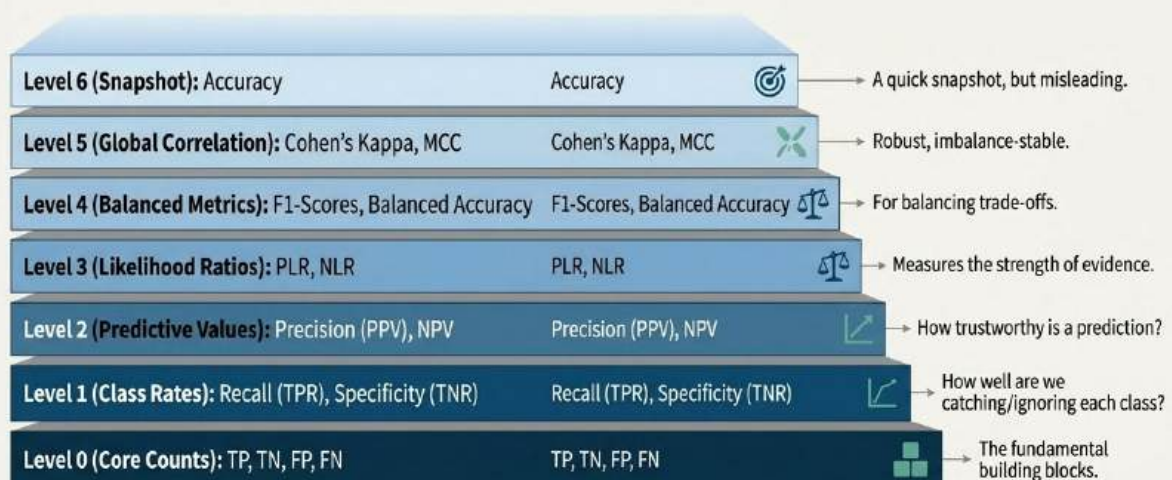 Level 6 (Snapshot): Accuracy Accuracy A quick snapshot, but misleading.
Level 5 (Global Correlation): Cohen's Kappa, MCC Cohen's Kappa, MCC Robust, imbalance-stable.
Level 4 (Balanced Metrics): F1-Scores, Balanced Accuracy F1-Scores, Balanced Accuracy For balancing trade-offs.
Level 3 (Likelihood Ratios): PLR, NLR PLR, NLR Measures the strength of evidence.
Level 2 (Predictive Values): Precision (PPV), NPV Precision (PPV), NPV How trustworthy is a prediction?
Level 1 (Class Rates): Recall (TPR), Specificity (TNR) Recall (TPR), Specificity (TNR) How well are we
catching/ignoring each class?
Level 0 (Core Counts): TP, TN, FP, FN TP, TN, FP, FN The fundamental
building blocks.